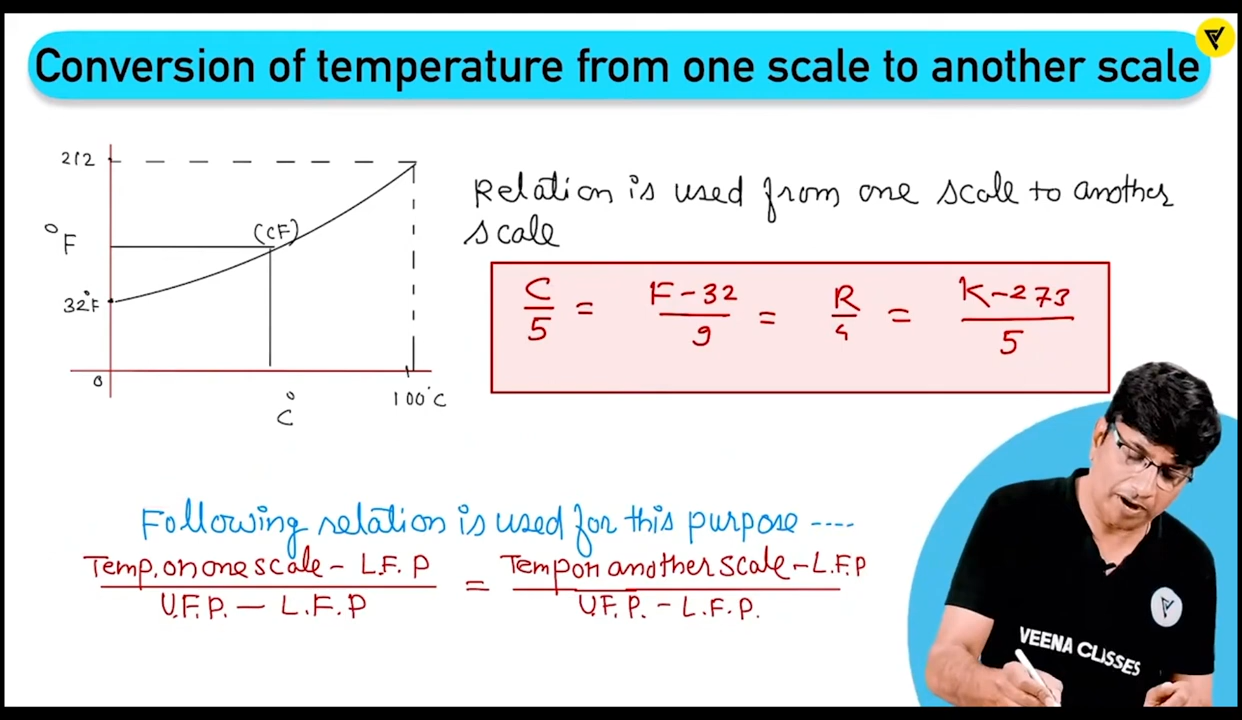 Conversion of temperature from one scale to another scale
212
°F
(CF)
32°F
0
100°C
°C
Relation is used from one scale to another
scale
C/5 = F-32/9 = R/4 = K-273/5
Following relation is used for this purpose ----
Temp. on one scale - L.F.P / U.F.P. - L.F.P = Temp on another scale - L.F.P / U.F.P. - L.F.P.
VEENA CLASSES